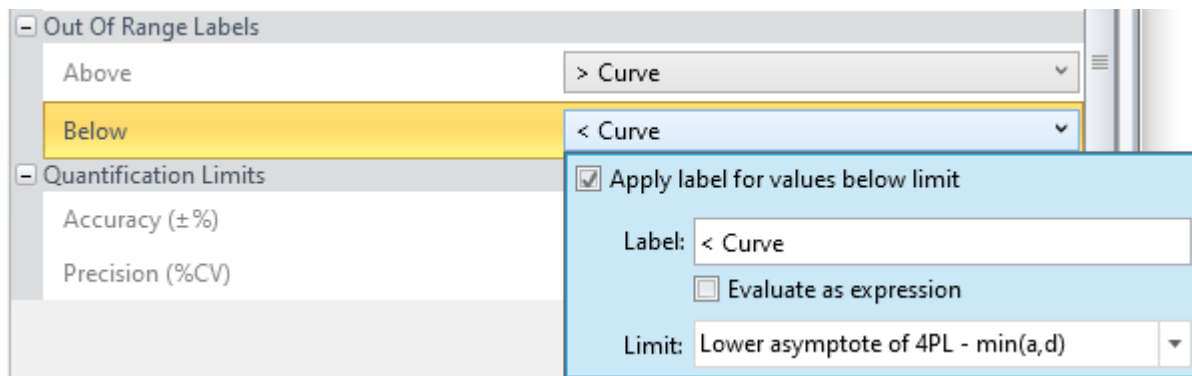 Out Of Range Labels
Above > Curve
Below < Curve
Quantification Limits
Apply label for values below limit
Accuracy (±%)
Label: < Curve
Precision (%CV)
Evaluate as expression
Limit: Lower asymptote of 4PL - min(a,d)